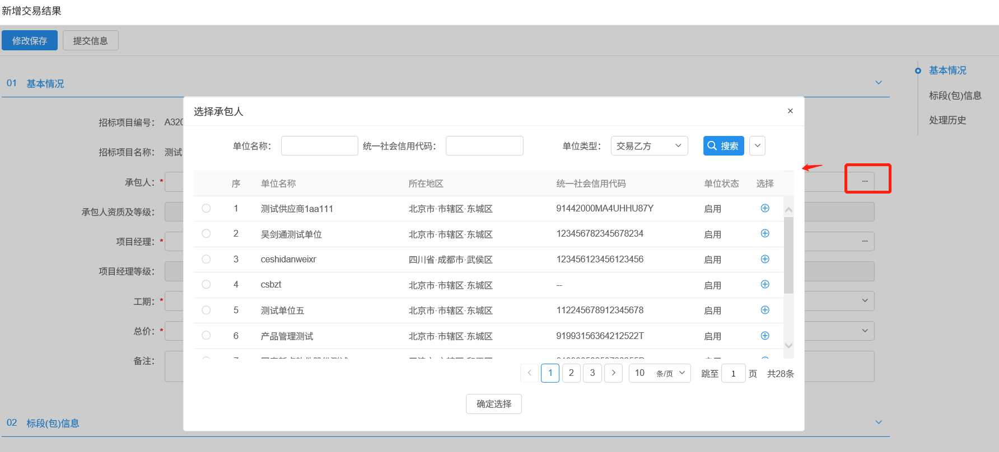 新增交易结果
修改保存 提交信息
01 基本情况
基本情况
标段(包)信息
处理历史
招标项目编号： A320
招标项目名称： 测试
承包人：* ···
承包人资质及等级：
项目经理：* ···
项目经理等级：
工期：*
总价：*
备注：
选择承包人 ×
单位名称： 统一社会信用代码： 单位类型： 交易乙方 搜索
序 单位名称 所在地区 统一社会信用代码 单位状态 选择
1 测试供应商1aa111 北京市·市辖区·东城区 91442000MA4UHHU87Y 启用
2 吴剑通测试单位 北京市·市辖区·东城区 123456782345678234 启用
3 ceshidanweixr 四川省·成都市·武侯区 123456123456123456 启用
4 csbzt 北京市·市辖区·东城区 -- 启用
5 测试单位五 北京市·市辖区·东城区 112245678912345678 启用
6 产品管理测试 北京市·市辖区·东城区 91993156364212522T 启用
1 2 3 10 条/页 跳至 1 页 共28条
确定选择
02 标段(包)信息